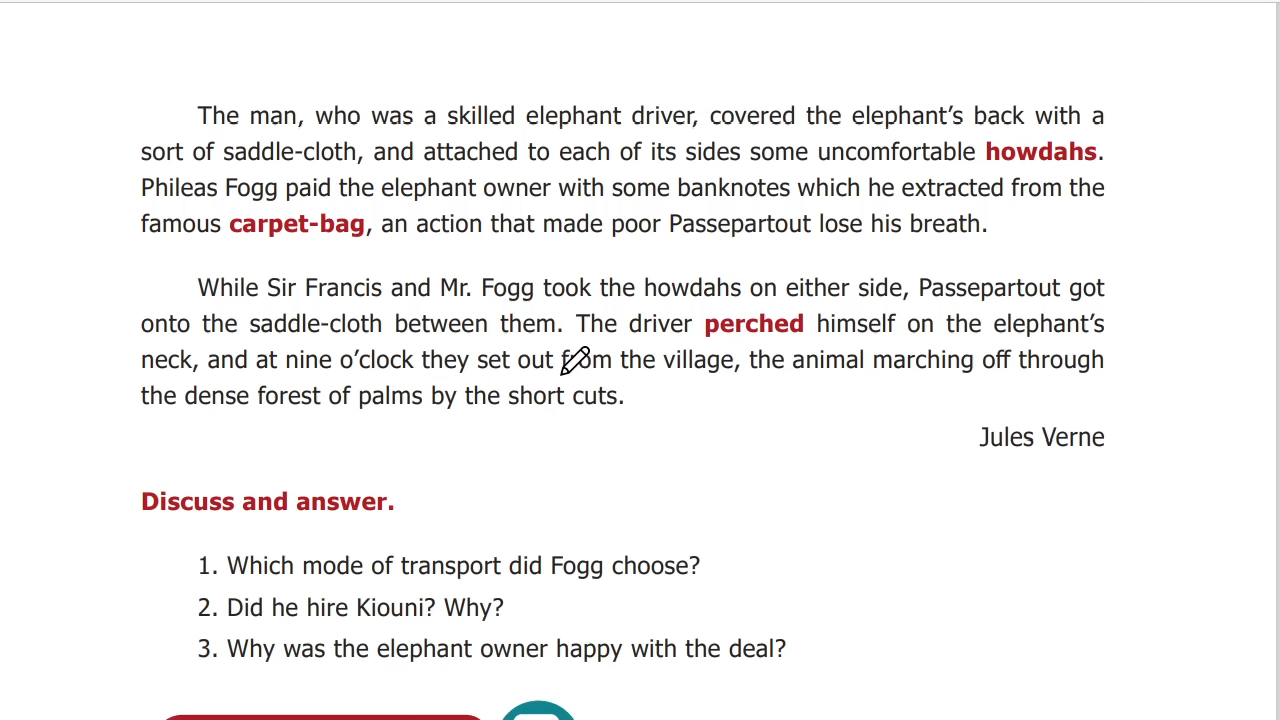 The man, who was a skilled elephant driver, covered the elephant’s back with a
sort of saddle-cloth, and attached to each of its sides some uncomfortable howdahs.
Phileas Fogg paid the elephant owner with some banknotes which he extracted from the
famous carpet-bag, an action that made poor Passepartout lose his breath.
While Sir Francis and Mr. Fogg took the howdahs on either side, Passepartout got
onto the saddle-cloth between them. The driver perched himself on the elephant’s
neck, and at nine o’clock they set out from the village, the animal marching off through
the dense forest of palms by the short cuts.
Jules Verne
Discuss and answer.
1. Which mode of transport did Fogg choose?
2. Did he hire Kiouni? Why?
3. Why was the elephant owner happy with the deal?